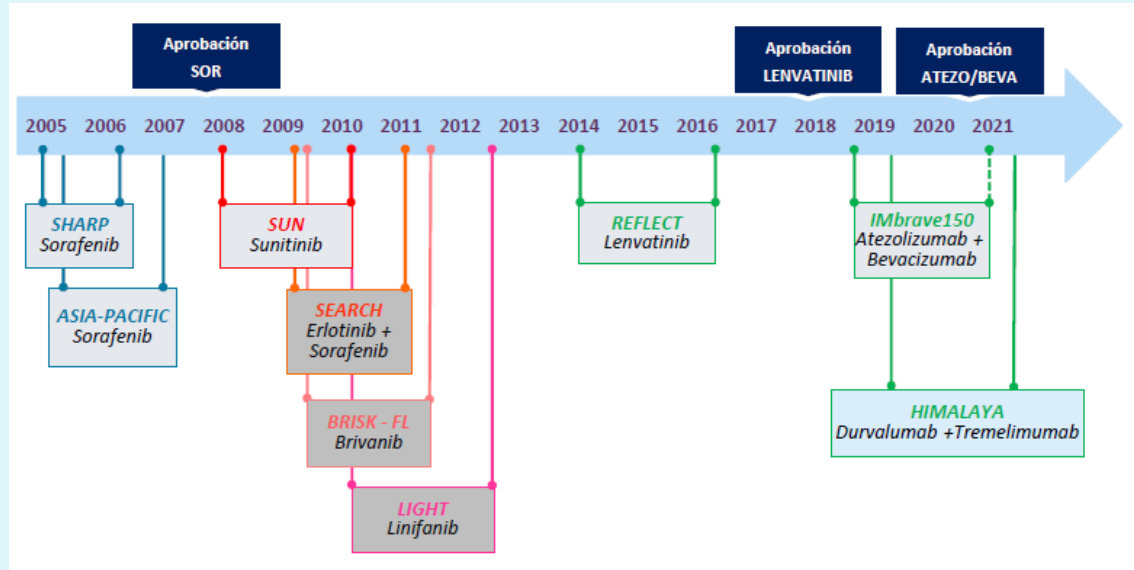 Aprobación
SOR
Aprobación
LENVATINIB
Aprobación
ATEZO/BEVA
2005 2006 2007 2008 2009 2010 2011 2012 2013 2014 2015 2016 2017 2018 2019 2020 2021
SHARP
Sorafenib
SUN
Sunitinib
REFLECT
Lenvatinib
IMbrave150
Atezolizumab +
Bevacizumab
ASIA-PACIFIC
Sorafenib
SEARCH
Erlotinib +
Sorafenib
BRISK - FL
Brivanib
HIMALAYA
Durvalumab +Tremelimumab
LIGHT
Linifanib